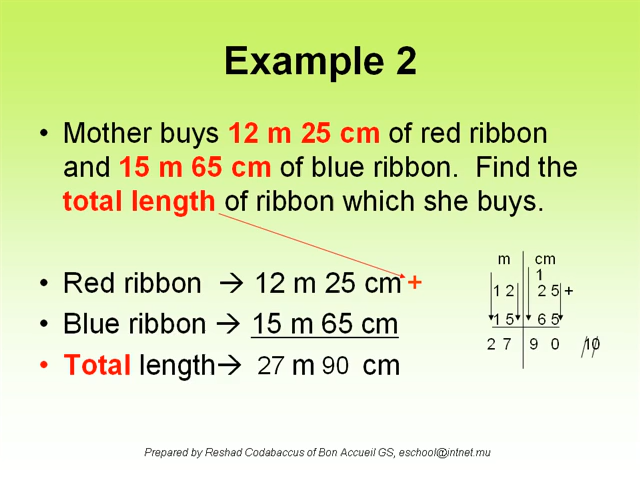 Example 2
• Mother buys 12 m 25 cm of red ribbon
and 15 m 65 cm of blue ribbon. Find the
total length of ribbon which she buys.
• Red ribbon → 12 m 25 cm +
• Blue ribbon → 15 m 65 cm
• Total length→ 27 m 90 cm
m cm
1
1 2 2 5 +
1 5 6 5
2 7 9 0 10
Prepared by Reshad Codabaccus of Bon Accueil GS, eschool@intnet.mu